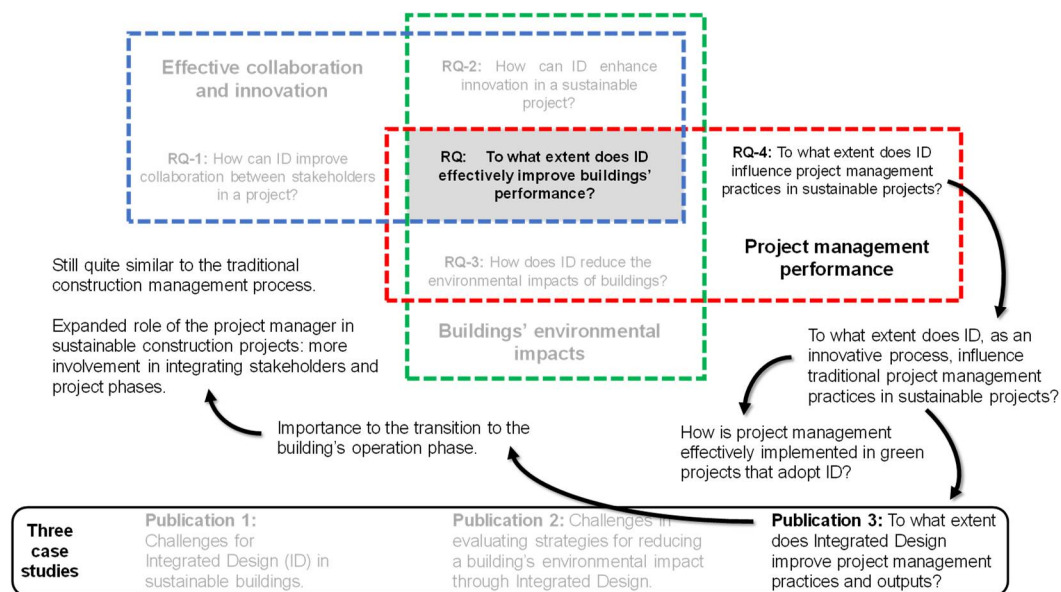 Effective collaboration
and innovation
RQ-2: How can ID enhance
innovation in a sustainable
project?
RQ-1: How can ID improve
collaboration between stakeholders
in a project?
RQ: To what extent does ID
effectively improve buildings’
performance?
RQ-4: To what extent does ID
influence project management
practices in sustainable projects?
RQ-3: How does ID reduce the
environmental impacts of buildings?
Project management
performance
Buildings’ environmental
impacts
Still quite similar to the traditional
construction management process.
Expanded role of the project manager in
sustainable construction projects: more
involvement in integrating stakeholders and
project phases.
To what extent does ID, as an
innovative process, influence
traditional project management
practices in sustainable projects?
How is project management
effectively implemented in green
projects that adopt ID?
Importance to the transition to the
building’s operation phase.
Three
case
studies
Publication 1:
Challenges for
Integrated Design (ID) in
sustainable buildings.
Publication 2: Challenges in
evaluating strategies for reducing
a building’s environmental impact
through Integrated Design.
Publication 3: To what extent
does Integrated Design
improve project management
practices and outputs?